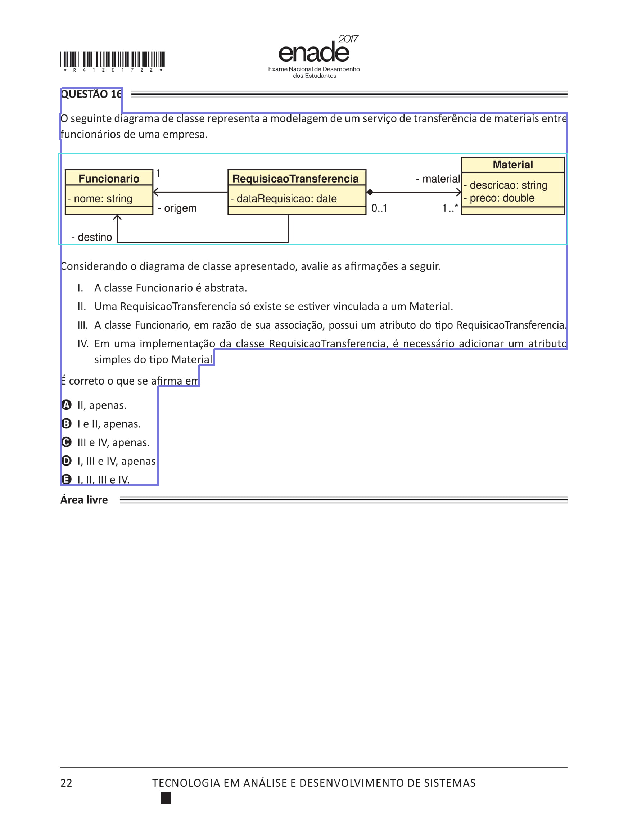 2017
enade
Exame Nacional de Desempenho
dos Estudantes
*R41201722*
QUESTÃO 16
O seguinte diagrama de classe representa a modelagem de um serviço de transferência de materiais entre
funcionários de uma empresa.
Funcionario
- nome: string
1
- origem
- destino
RequisicaoTransferencia
- dataRequisicao: date
0..1
- material
1..*
Material
- descricao: string
- preco: double
Considerando o diagrama de classe apresentado, avalie as afirmações a seguir.
I. A classe Funcionario é abstrata.
II. Uma RequisicaoTransferencia só existe se estiver vinculada a um Material.
III. A classe Funcionario, em razão de sua associação, possui um atributo do tipo RequisicaoTransferencia.
IV. Em uma implementação da classe RequisicaoTransferencia, é necessário adicionar um atributo
simples do tipo Material
É correto o que se afirma em
A II, apenas.
B I e II, apenas.
C III e IV, apenas.
D I, III e IV, apenas
E I, II, III e IV.
Área livre
22
TECNOLOGIA EM ANÁLISE E DESENVOLVIMENTO DE SISTEMAS